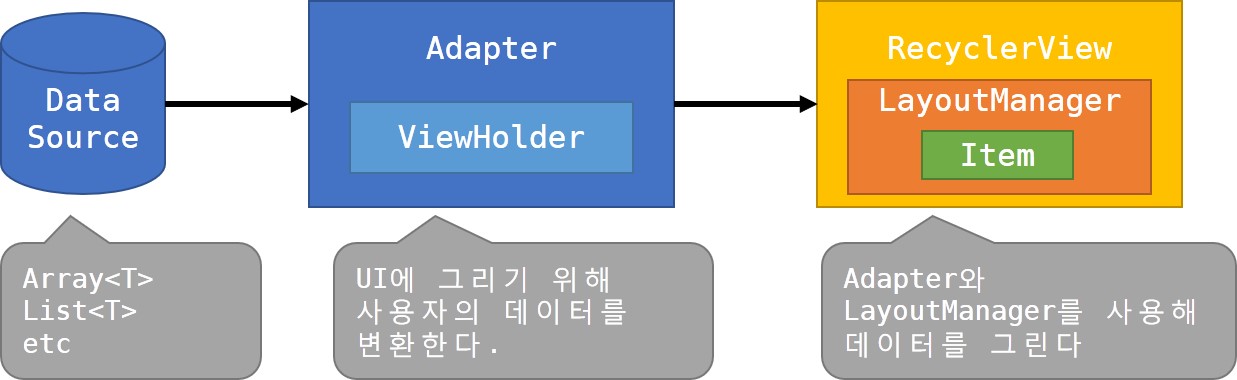 Data
Source
Adapter
ViewHolder
RecyclerView
LayoutManager
Item
Array<T>
List<T>
etc
UI에 그리기 위해
사용자의 데이터를
변환한다.
Adapter와
LayoutManager를 사용해
데이터를 그린다